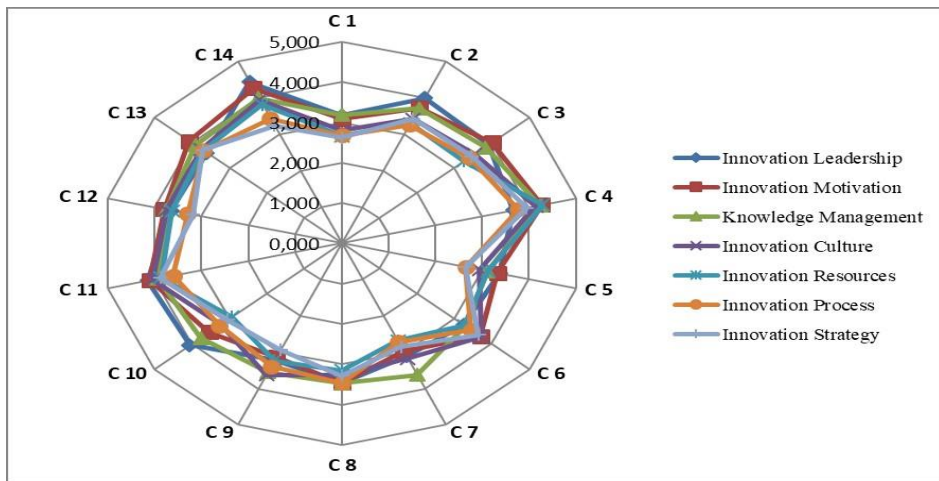 C 1
C 2
C 3
C 4
C 5
C 6
C 7
C 8
C 9
C 10
C 11
C 12
C 13
C 14
5,000
4,000
3,000
2,000
1,000
0,000
Innovation Leadership
Innovation Motivation
Knowledge Management
Innovation Culture
Innovation Resources
Innovation Process
Innovation Strategy